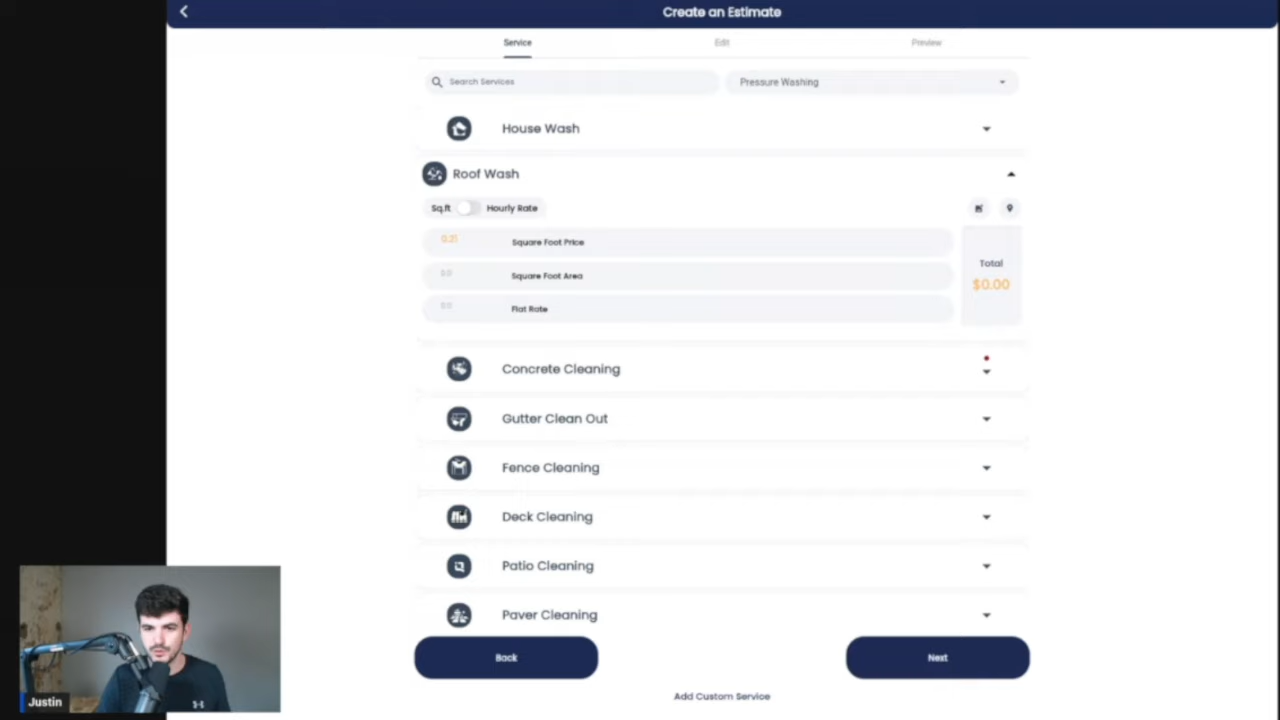 Create an Estimate
Service Edit Preview
Search Services Pressure Washing
House Wash
Roof Wash
Sq.ft Hourly Rate
Square Foot Price
Square Foot Area
Flat Rate
Total
$0.00
Concrete Cleaning
Gutter Clean Out
Fence Cleaning
Deck Cleaning
Patio Cleaning
Paver Cleaning
Back Next
Add Custom Service
Justin